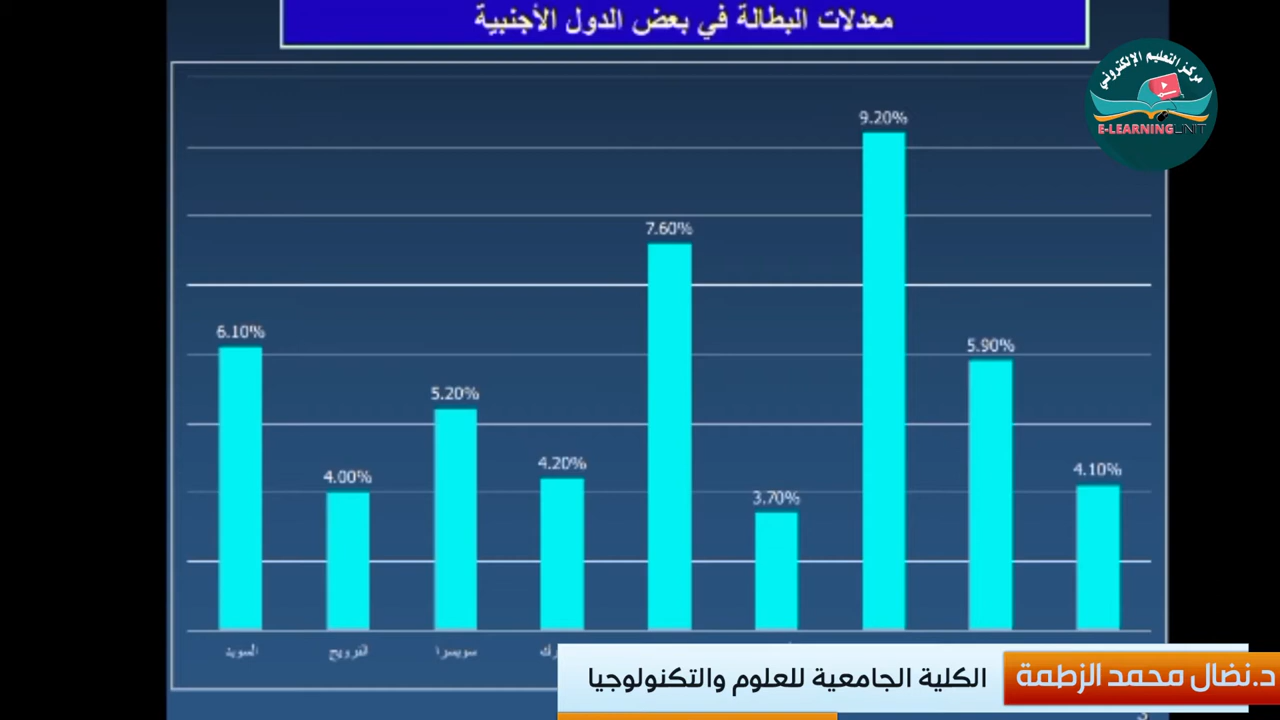 معدلات البطالة في بعض الدول الأجنبية
مركز التعليم الإلكتروني
E-LEARNING UNIT
9.20%
7.60%
6.10%
5.90%
5.20%
4.20%
4.10%
4.00%
3.70%
السويد
النرويج
سويسرا
د.نضال محمد الزطمة
الكلية الجامعية للعلوم والتكنولوجيا